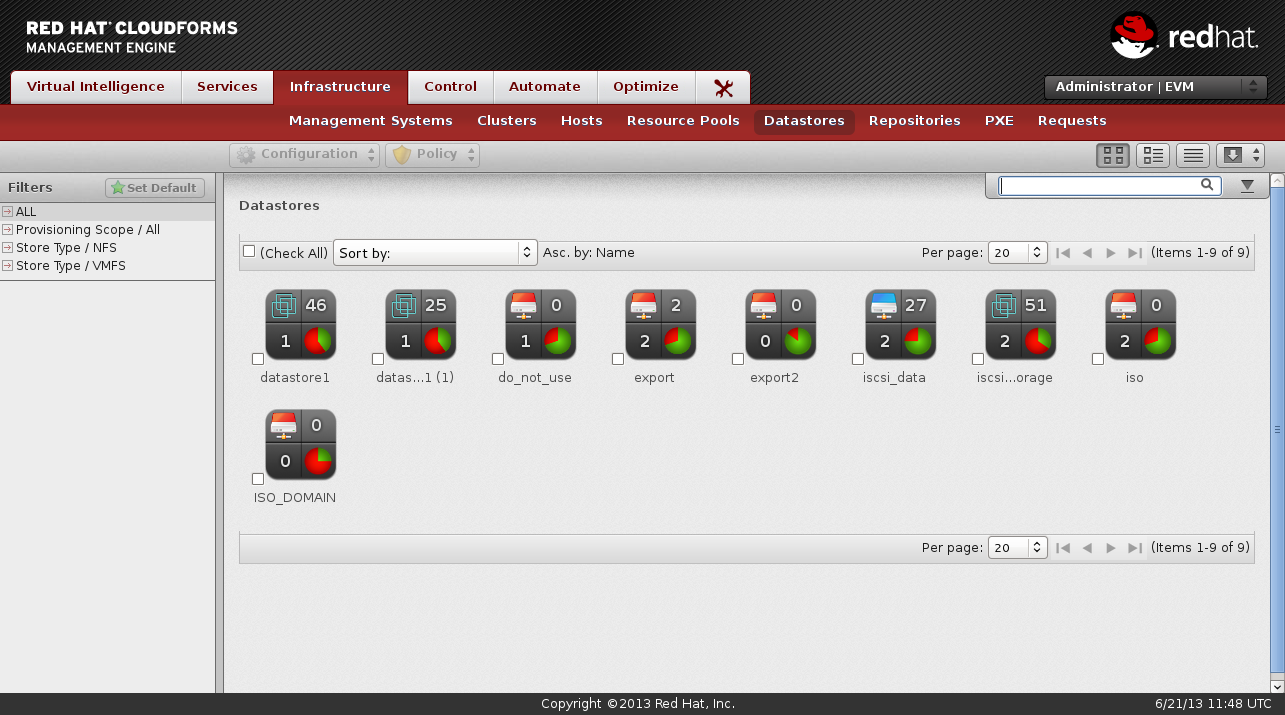 RED HAT CLOUDFORMS
MANAGEMENT ENGINE
redhat.
Virtual Intelligence Services Infrastructure Control Automate Optimize
Administrator | EVM
Management Systems Clusters Hosts Resource Pools Datastores Repositories PXE Requests
Configuration Policy
Filters Set Default
ALL
Provisioning Scope / All
Store Type / NFS
Store Type / VMFS
Datastores
(Check All) Sort by: Asc. by: Name Per page: 20 (Items 1-9 of 9)
46 25 0 2 0 27 51 0
1 1 1 2 0 2 2 2
datastore1 datas...1 (1) do_not_use export export2 iscsi_data iscsi...orage iso
0
0
ISO_DOMAIN
Per page: 20 (Items 1-9 of 9)
Copyright ©2013 Red Hat, Inc. 6/21/13 11:48 UTC